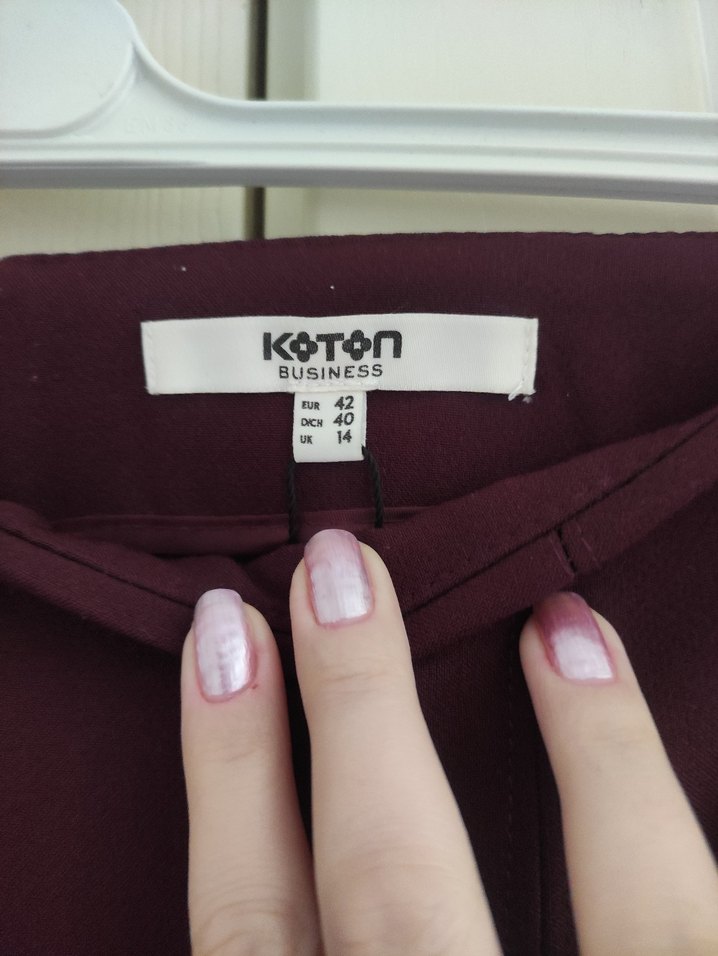 KOTON
BUSINESS
EUR 42
D/CH 40
UK 14